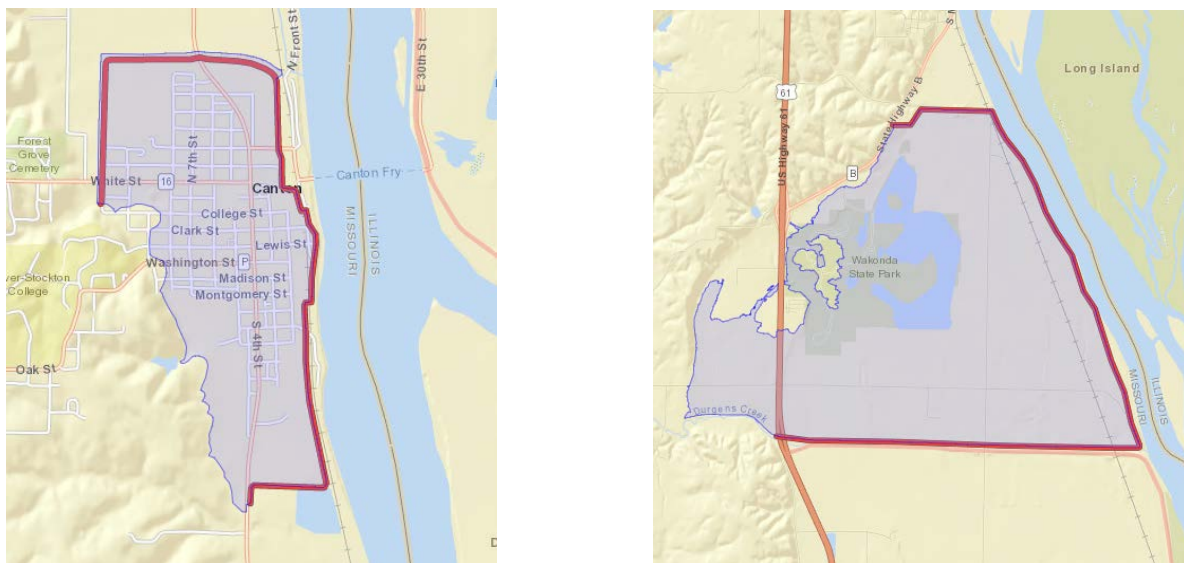 N Front St
E 30th St
Forest
Grove
Cemetery
N 7th St
White St
16
Canton
Canton Fry
College St
Clark St
Lewis St
MISSOURI
ILLINOIS
Washington St
P
ver-Stockton
College
Madison St
Montgomery St
S 4th St
Oak St
D
S M
Long Island
61
US Highway 61
State Highway B
B
Wakonda
State Park
Durgens Creek
MISSOURI
ILLINOIS